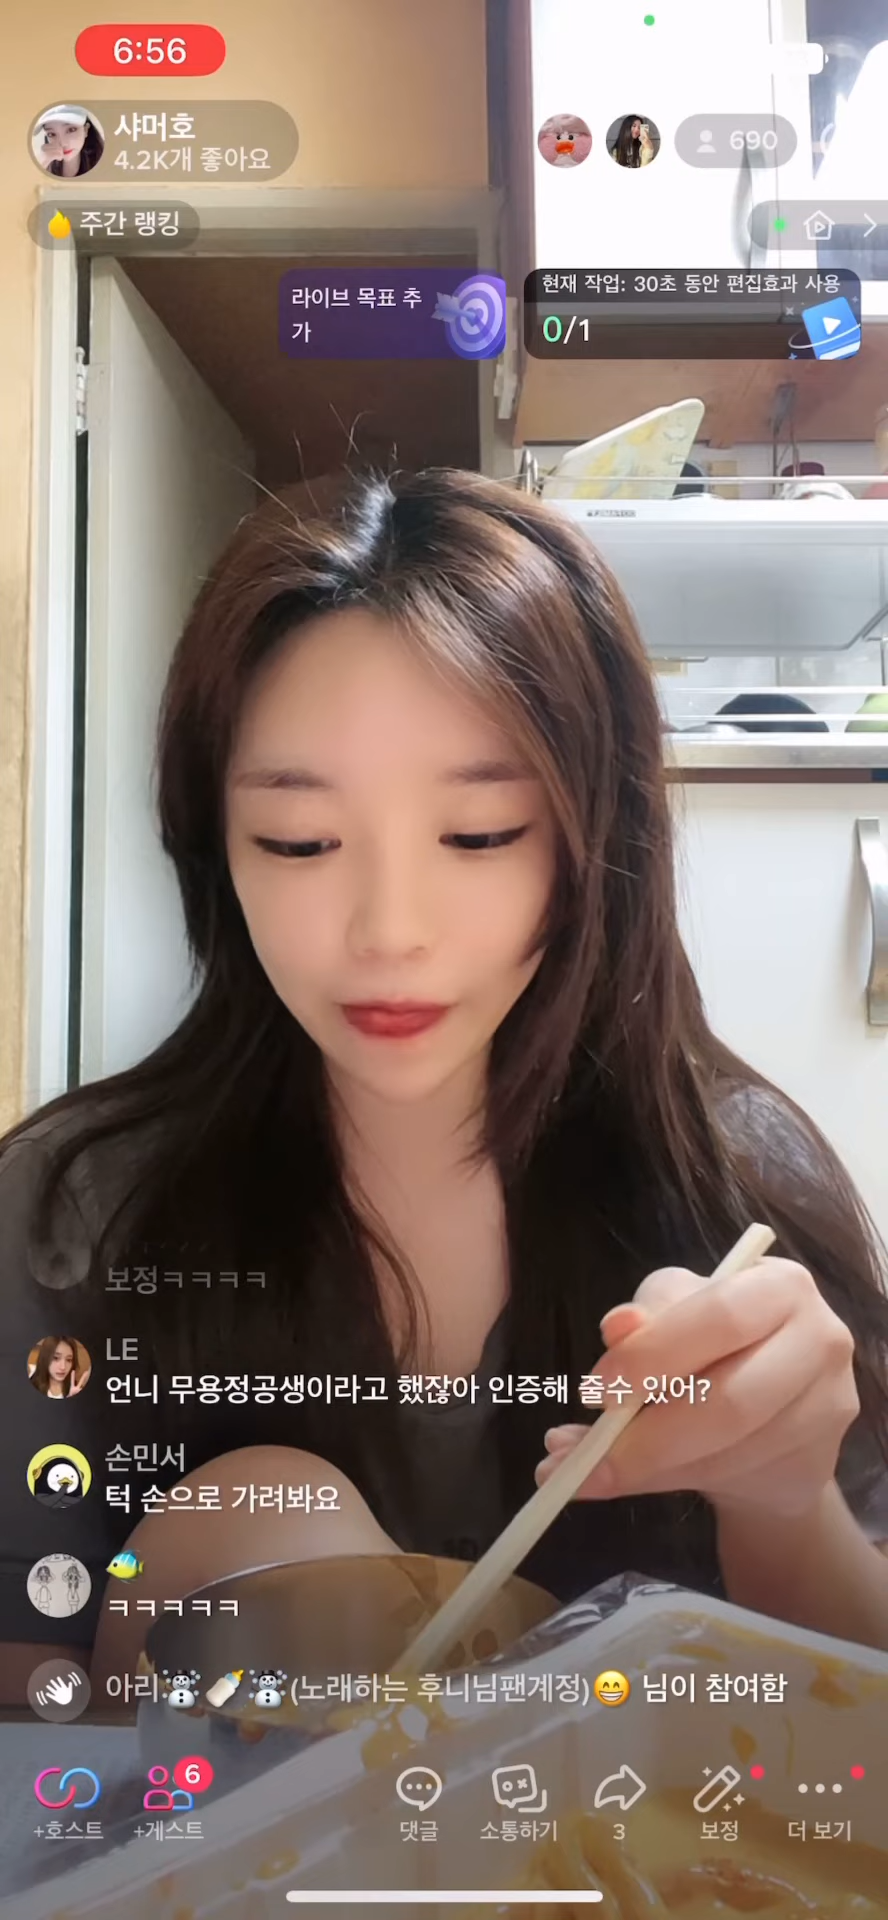 6:56
샤머호
4.2K개 좋아요
690
🔥 주간 랭킹
라이브 목표 추
가
현재 작업: 30초 동안 편집효과 사용
0/1
보정ㅋㅋㅋㅋ
LE
언니 무용정공생이라고 했잖아 인증해 줄수 있어?
손민서
턱 손으로 가려봐요
🐠
ㅋㅋㅋㅋㅋ
아리☃️🍼☃️(노래하는 후니님팬계정)😁 님이 참여함
6
+호스트
+게스트
댓글
소통하기
3
보정
더 보기